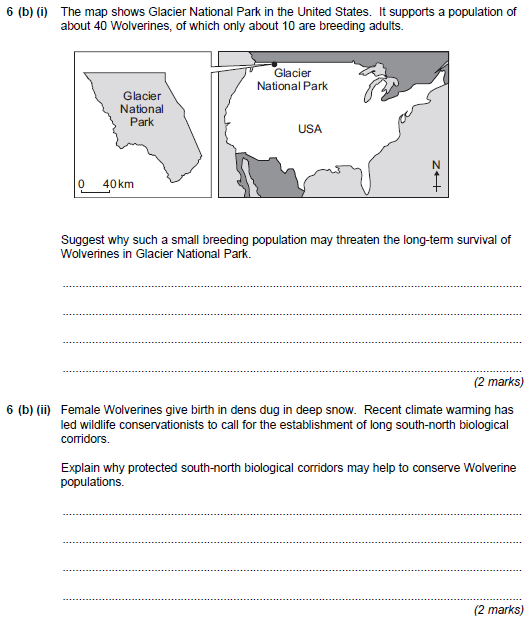 6 (b) (i) The map shows Glacier National Park in the United States. It supports a population of
about 40 Wolverines, of which only about 10 are breeding adults.
Glacier
National
Park
0 40 km
Glacier
National Park
USA
N
Suggest why such a small breeding population may threaten the long-term survival of
Wolverines in Glacier National Park.
(2 marks)
6 (b) (ii) Female Wolverines give birth in dens dug in deep snow. Recent climate warming has
led wildlife conservationists to call for the establishment of long south-north biological
corridors.
Explain why protected south-north biological corridors may help to conserve Wolverine
populations.
(2 marks)